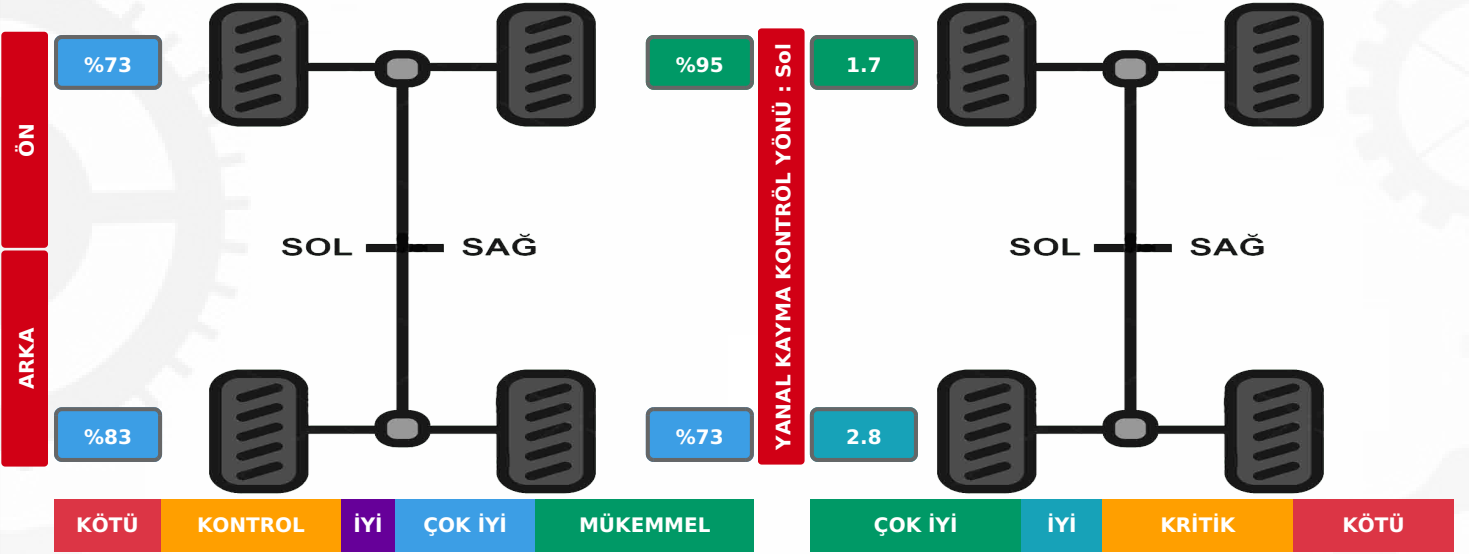 ÖN
%73
%95
YANAL KAYMA KONTRÖL YÖNÜ : Sol
1.7
SOL
SAĞ
SOL
SAĞ
ARKA
%83
%73
2.8
KÖTÜ
KONTROL
İYİ
ÇOK İYİ
MÜKEMMEL
ÇOK İYİ
İYİ
KRİTİK
KÖTÜ